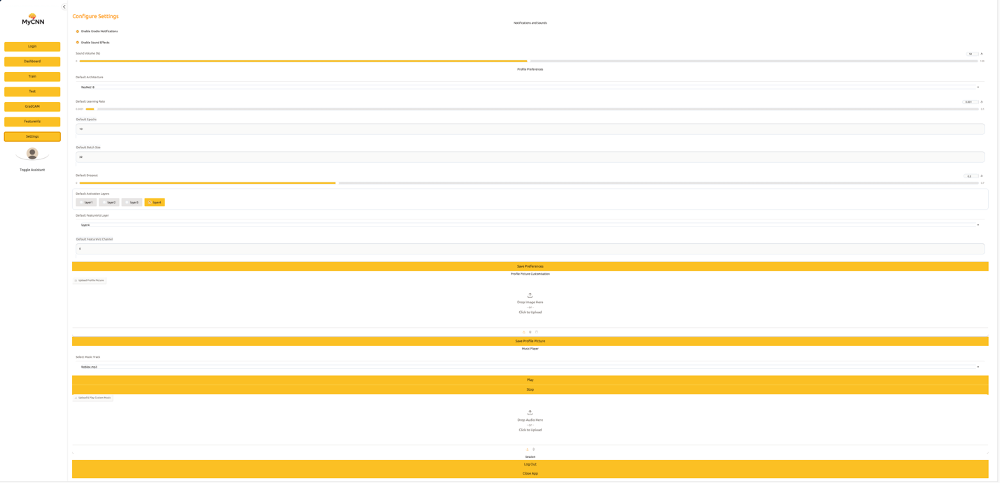 MyCNN
Login
Dashboard
Train
Test
GradCAM
FeatureViz
Settings
Toggle Assistant
Configure Settings
Notifications and Sounds
Enable Gradio Notifications
Enable Sound Effects
Sound Volume (%)
50
0
100
Profile Preferences
Default Architecture
ResNet18
Default Learning Rate
0.001
0.0001
0.1
Default Epochs
10
Default Batch Size
32
Default Dropout
0.2
0
0.7
Default Activation Layers
layer1 layer2 layer3 layer4
Default FeatureViz Layer
layer4
Default FeatureViz Channel
0
Save Preferences
Profile Picture Customisation
Upload Profile Picture
Drop Image Here
- or -
Click to Upload
Save Profile Picture
Music Player
Select Music Track
Roblox.mp3
Play
Stop
Upload & Play Custom Music
Drop Audio Here
- or -
Click to Upload
Session
Log Out
Close App